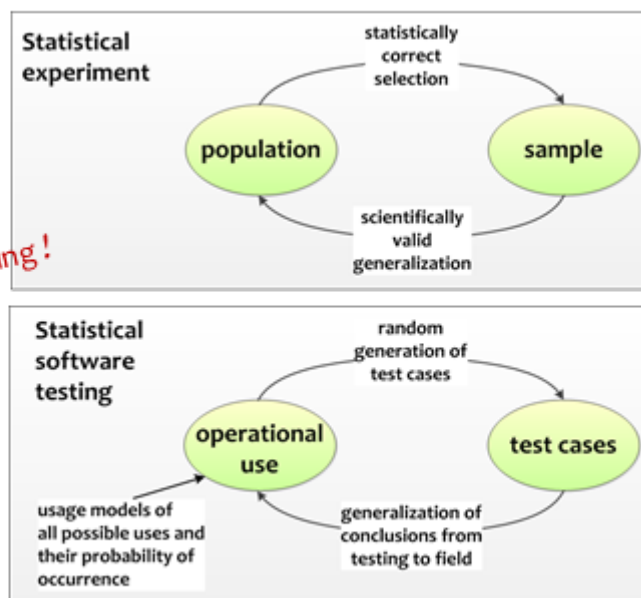 Statistical
experiment
statistically
correct
selection
population
sample
scientifically
valid
generalization
Statistical
software
testing
random
generation of
test cases
operational
use
test cases
usage models of
all possible uses and
their probability of
occurrence
generalization of
conclusions from
testing to field